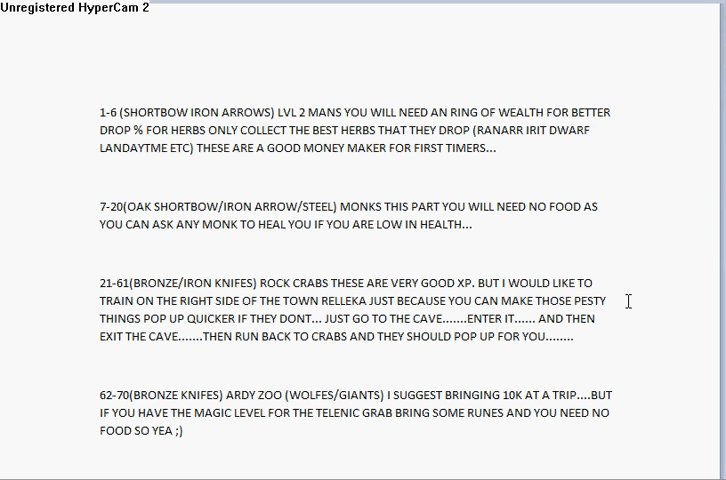 Unregistered HyperCam 2
1-6 (SHORTBOW IRON ARROWS) LVL 2 MANS YOU WILL NEED AN RING OF WEALTH FOR BETTER
DROP % FOR HERBS ONLY COLLECT THE BEST HERBS THAT THEY DROP (RANARR IRIT DWARF
LANDAYTME ETC) THESE ARE A GOOD MONEY MAKER FOR FIRST TIMERS...
7-20(OAK SHORTBOW/IRON ARROW/STEEL) MONKS THIS PART YOU WILL NEED NO FOOD AS
YOU CAN ASK ANY MONK TO HEAL YOU IF YOU ARE LOW IN HEALTH...
21-61(BRONZE/IRON KNIFES) ROCK CRABS THESE ARE VERY GOOD XP. BUT I WOULD LIKE TO
TRAIN ON THE RIGHT SIDE OF THE TOWN RELLEKA JUST BECAUSE YOU CAN MAKE THOSE PESTY
THINGS POP UP QUICKER IF THEY DONT... JUST GO TO THE CAVE.......ENTER IT...... AND THEN
EXIT THE CAVE.......THEN RUN BACK TO CRABS AND THEY SHOULD POP UP FOR YOU........
62-70(BRONZE KNIFES) ARDY ZOO (WOLFES/GIANTS) I SUGGEST BRINGING 10K AT A TRIP....BUT
IF YOU HAVE THE MAGIC LEVEL FOR THE TELENIC GRAB BRING SOME RUNES AND YOU NEED NO
FOOD SO YEA ;)